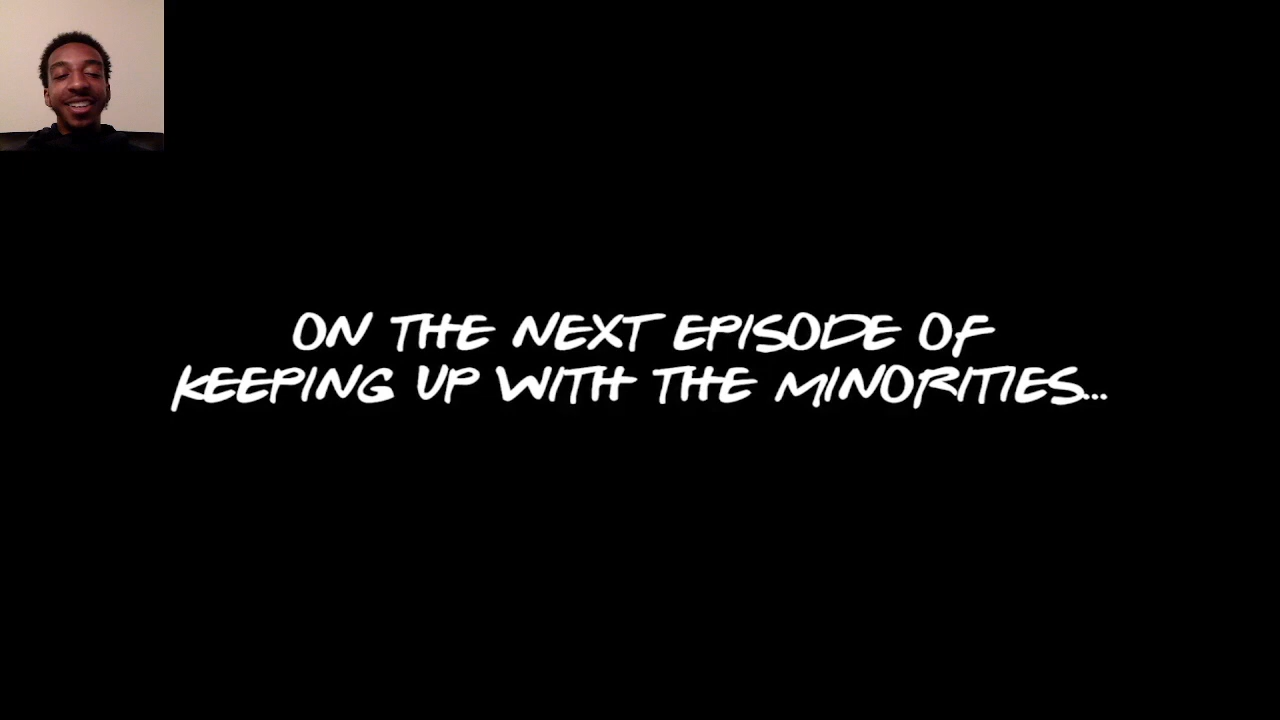 ON THE NEXT EPISODE OF
KEEPING UP WITH THE MINORITIES...